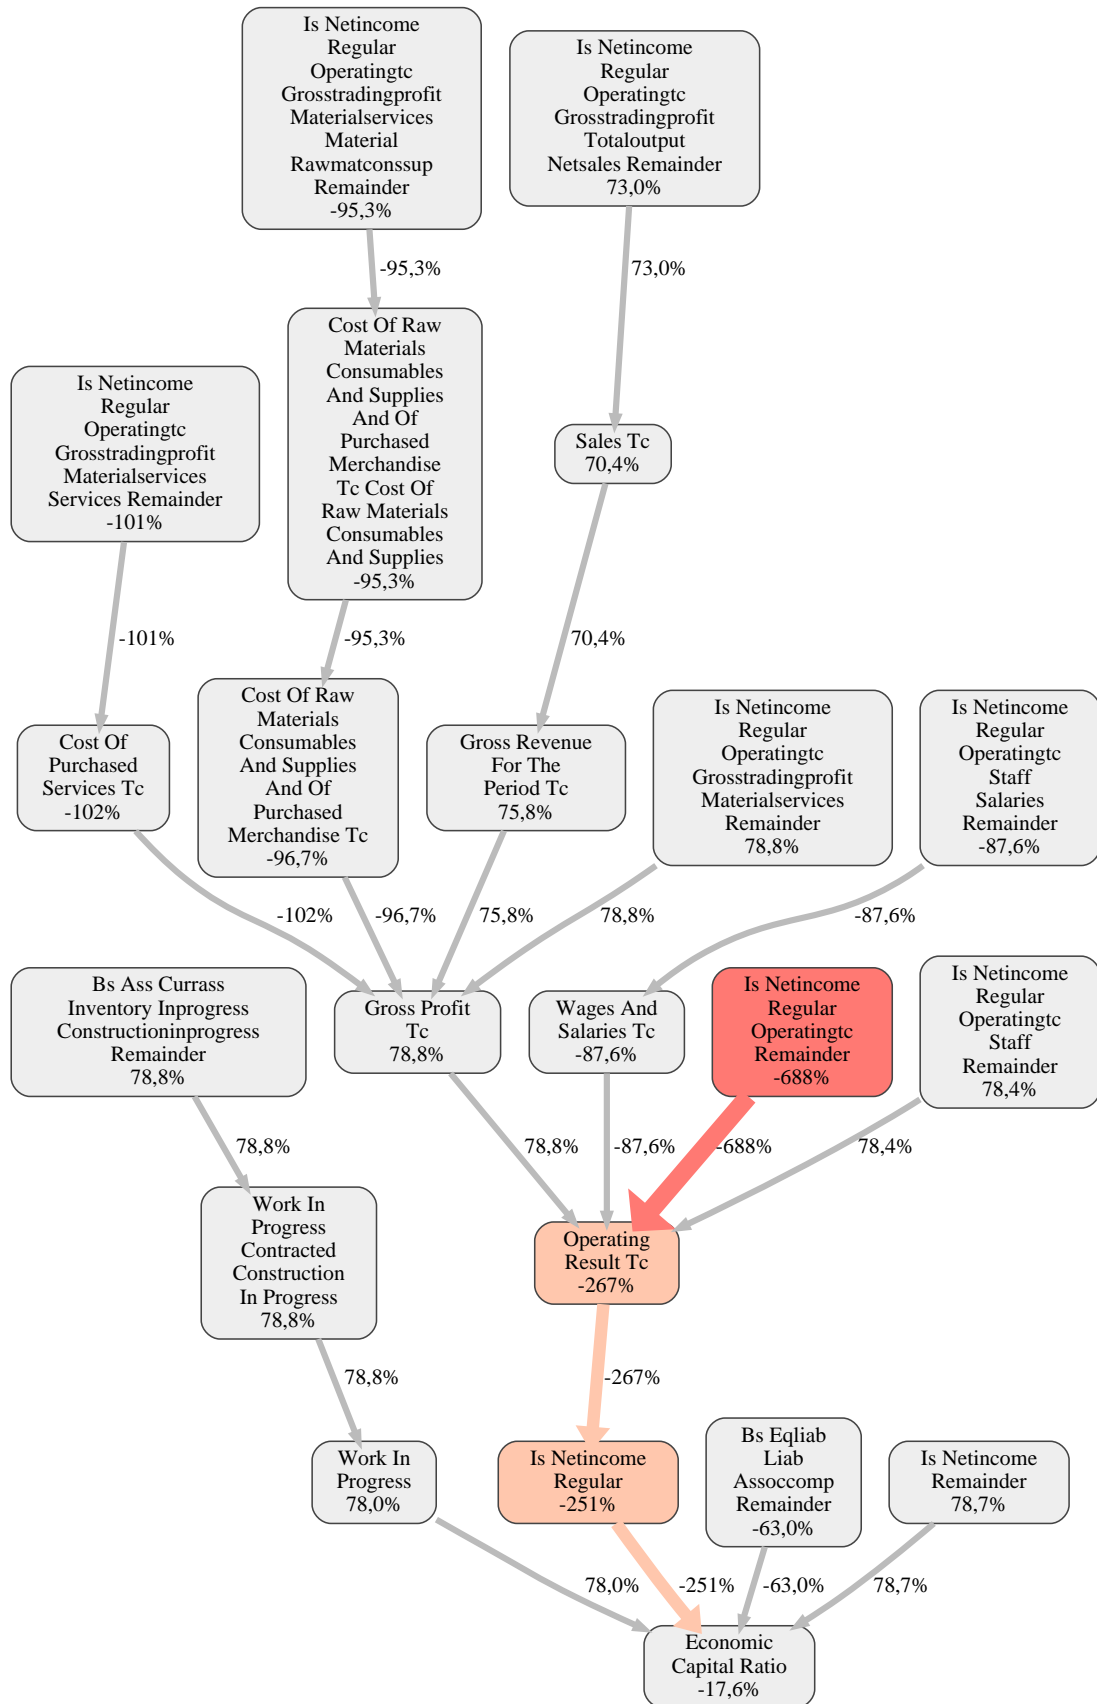 Is Netincome
Regular
Operatingtc
Grosstradingprofit
Materialservices
Material
Rawmatconssup
Remainder
-95,3%
Is Netincome
Regular
Operatingtc
Grosstradingprofit
Totaloutput
Netsales Remainder
73,0%
-95,3%
73,0%
Is Netincome
Regular
Operatingtc
Grosstradingprofit
Materialservices
Services Remainder
-101%
Cost Of Raw
Materials
Consumables
And Supplies
And Of
Purchased
Merchandise
Tc Cost Of
Raw Materials
Consumables
And Supplies
-95,3%
Sales Tc
70,4%
-101%
-95,3%
70,4%
Cost Of
Purchased
Services Tc
-102%
Cost Of Raw
Materials
Consumables
And Supplies
And Of
Purchased
Merchandise Tc
-96,7%
Gross Revenue
For The
Period Tc
75,8%
Is Netincome
Regular
Operatingtc
Grosstradingprofit
Materialservices
Remainder
78,8%
Is Netincome
Regular
Operatingtc
Staff
Salaries
Remainder
-87,6%
-102%
-96,7%
75,8%
78,8%
-87,6%
Bs Ass Currass
Inventory Inprogress
Constructioninprogress
Remainder
78,8%
Gross Profit
Tc
78,8%
Wages And
Salaries Tc
-87,6%
Is Netincome
Regular
Operatingtc
Remainder
-688%
Is Netincome
Regular
Operatingtc
Staff
Remainder
78,4%
78,8%
78,8%
-87,6%
-688%
78,4%
Work In
Progress
Contracted
Construction
In Progress
78,8%
Operating
Result Tc
-267%
78,8%
-267%
Work In
Progress
78,0%
Is Netincome
Regular
-251%
Bs Eqliab
Liab
Assoccomp
Remainder
-63,0%
Is Netincome
Remainder
78,7%
78,0%
-251%
-63,0%
78,7%
Economic
Capital Ratio
-17,6%